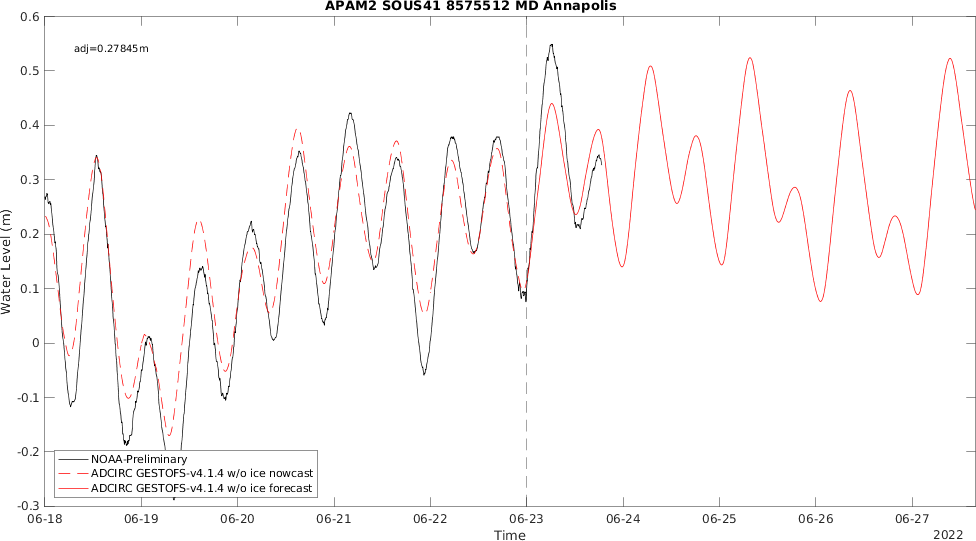 APAM2 SOUS41 8575512 MD Annapolis
adj=0.27845m
0.6
0.5
0.4
0.3
0.2
0.1
0
-0.1
-0.2
-0.3
Water Level (m)
NOAA-Preliminary
ADCIRC GESTOFS-v4.1.4 w/o ice nowcast
ADCIRC GESTOFS-v4.1.4 w/o ice forecast
06-18 06-19 06-20 06-21 06-22 06-23 06-24 06-25 06-26 06-27
Time
2022